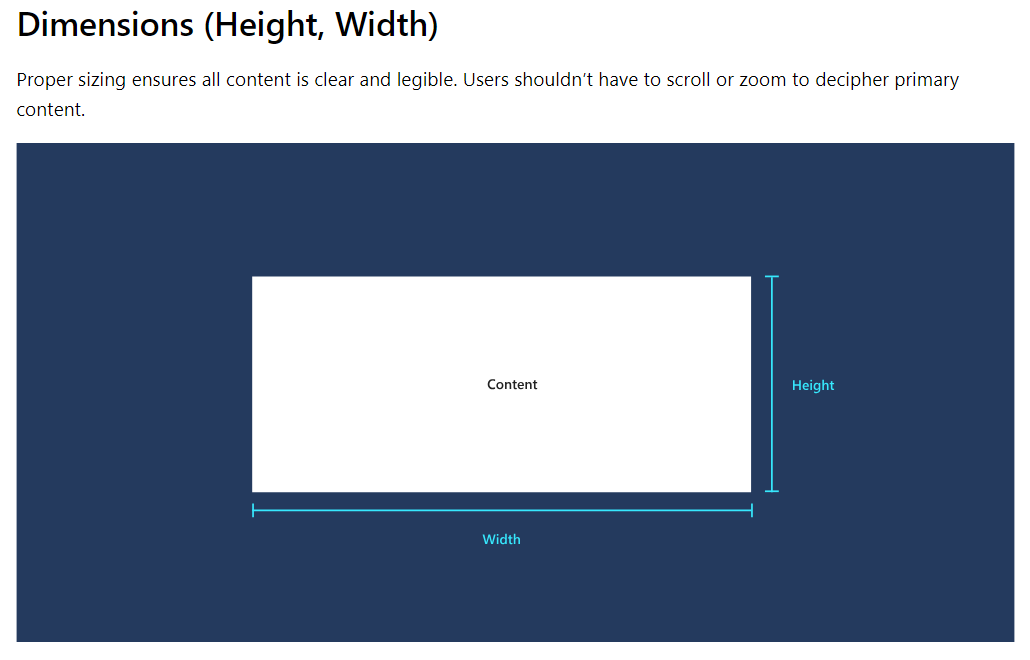 Dimensions (Height, Width)
Proper sizing ensures all content is clear and legible. Users shouldn’t have to scroll or zoom to decipher primary
content.
Content
Height
Width